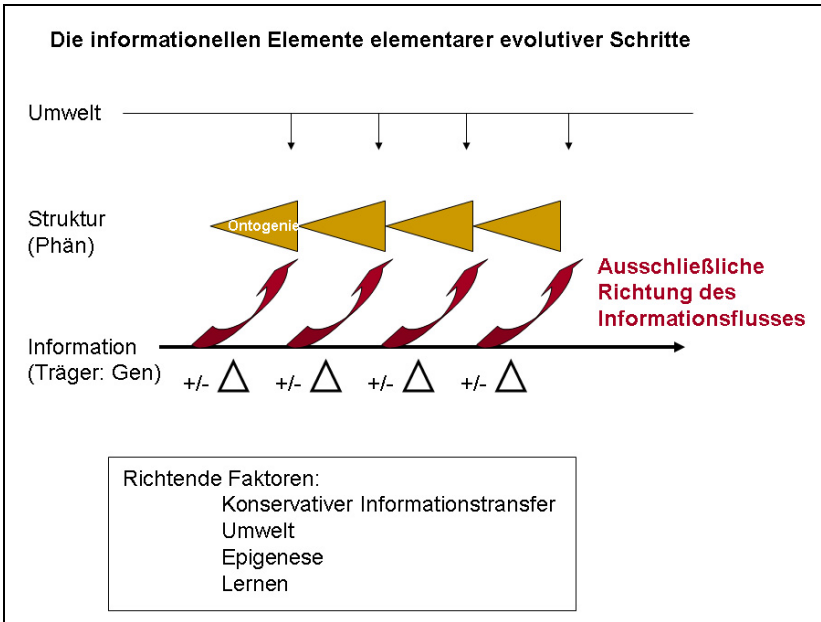 Die informationellen Elemente elementarer evolutiver Schritte
Umwelt
Struktur
(Phän)
Ontogenie
Ausschließliche
Richtung des
Informationsflusses
Information
(Träger: Gen)
+/- △ +/- △ +/- △ +/- △
Richtende Faktoren:
Konservativer Informationstransfer
Umwelt
Epigenese
Lernen